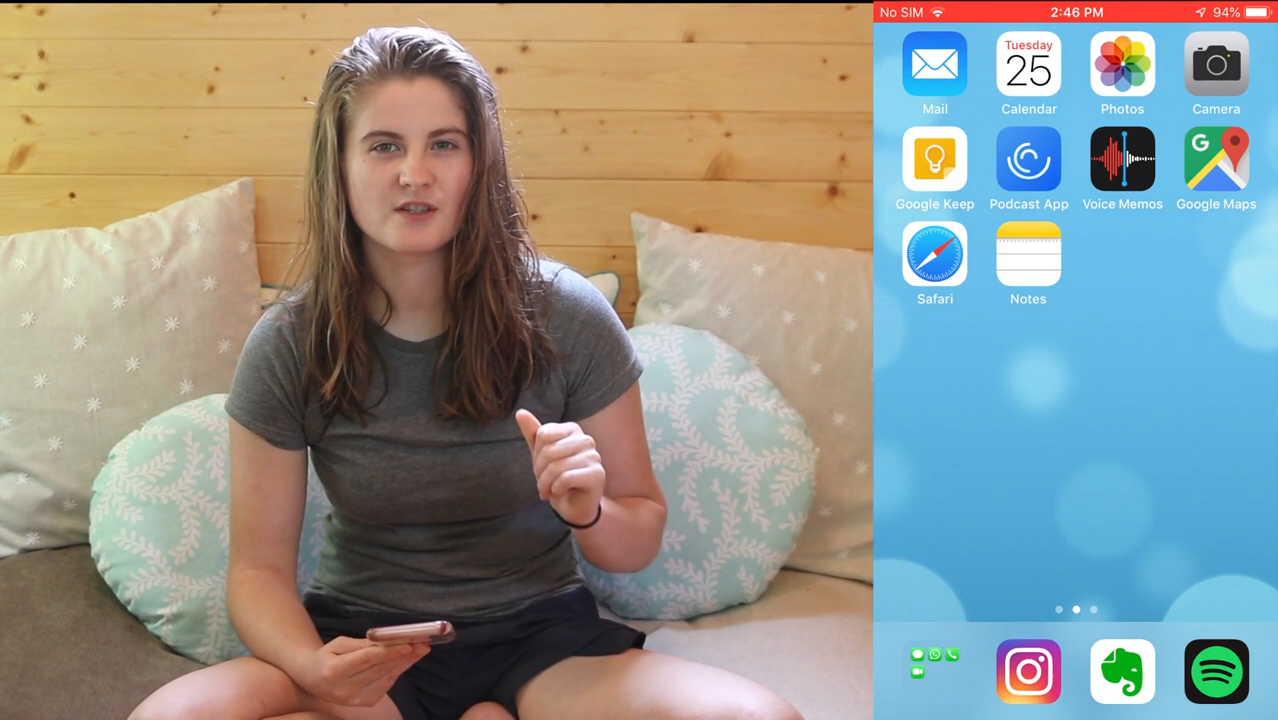 No SIM 2:46 PM 94%
Tuesday
25
Mail Calendar Photos Camera
G
Google Keep Podcast App Voice Memos Google Maps
Safari Notes